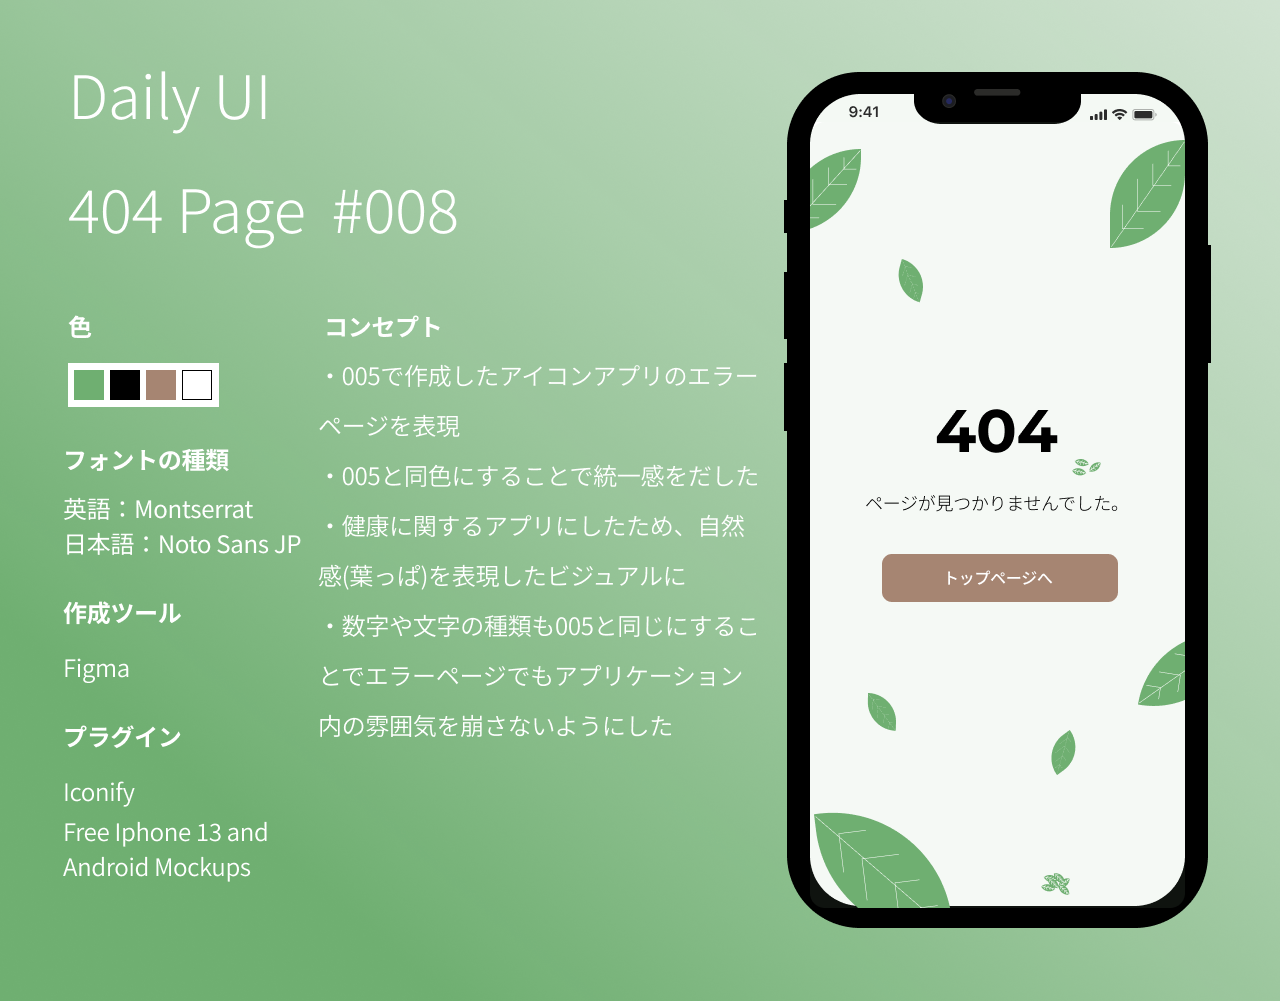 Daily UI
404 Page #008
色
フォントの種類
英語：Montserrat
日本語：Noto Sans JP
作成ツール
Figma
プラグイン
Iconify
Free Iphone 13 and
Android Mockups
コンセプト
・005で作成したアイコンアプリのエラー
ページを表現
・005と同色にすることで統一感をだした
・健康に関するアプリにしたため、自然
感(葉っぱ)を表現したビジュアルに
・数字や文字の種類も005と同じにするこ
とでエラーページでもアプリケーション
内の雰囲気を崩さないようにした
9:41
404
ページが見つかりませんでした。
トップページへ